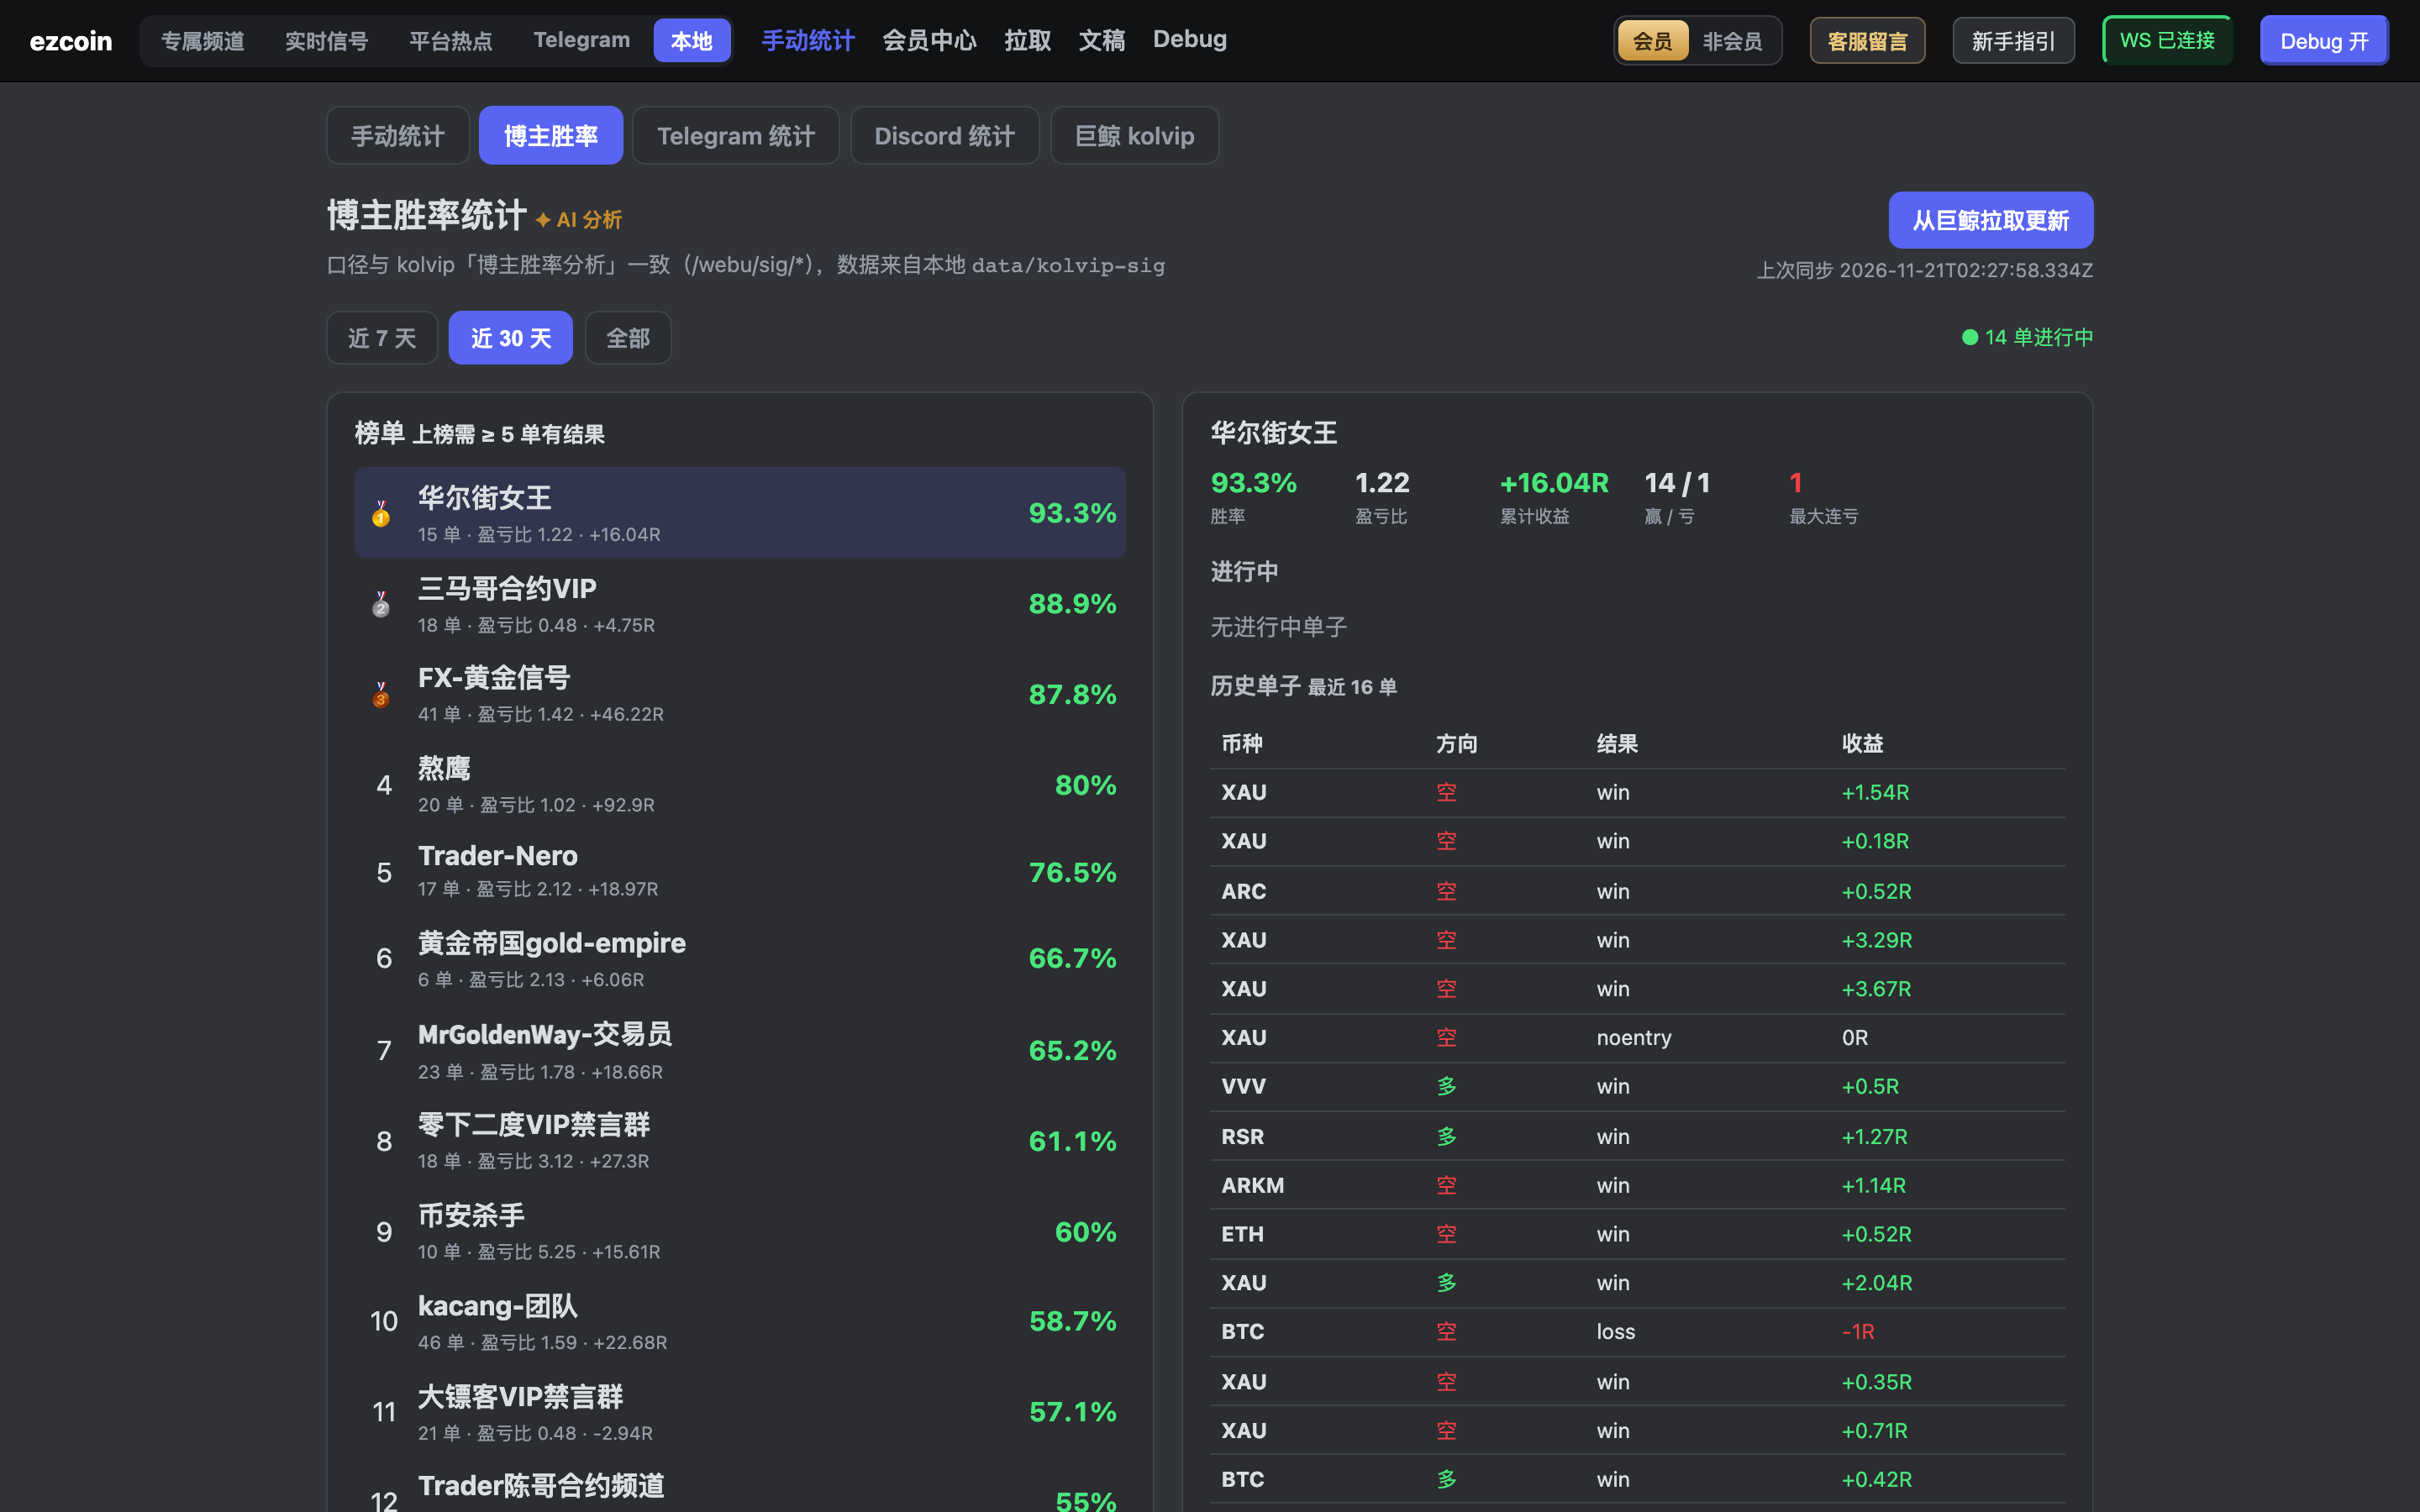 ezcoin 专属频道 实时信号 平台热点 Telegram 本地 手动统计 会员中心 拉取 文稿 Debug 会员 非会员 客服留言 新手指引 WS 已连接 Debug 开
手动统计 博主胜率 Telegram 统计 Discord 统计 巨鲸 kolvip
博主胜率统计 ✦ AI 分析
从巨鲸拉取更新
口径与 kolvip「博主胜率分析」一致（/webu/sig/*），数据来自本地 data/kolvip-sig
上次同步 2026-11-21T02:27:58.334Z
近 7 天 近 30 天 全部
14 单进行中
榜单 上榜需 ≥ 5 单有结果
1 华尔街女王 93.3%
15 单 · 盈亏比 1.22 · +16.04R
2 三马哥合约VIP 88.9%
18 单 · 盈亏比 0.48 · +4.75R
3 FX-黄金信号 87.8%
41 单 · 盈亏比 1.42 · +46.22R
4 熬鹰 80%
20 单 · 盈亏比 1.02 · +92.9R
5 Trader-Nero 76.5%
17 单 · 盈亏比 2.12 · +18.97R
6 黄金帝国gold-empire 66.7%
6 单 · 盈亏比 2.13 · +6.06R
7 MrGoldenWay-交易员 65.2%
23 单 · 盈亏比 1.78 · +18.66R
8 零下二度VIP禁言群 61.1%
18 单 · 盈亏比 3.12 · +27.3R
9 币安杀手 60%
10 单 · 盈亏比 5.25 · +15.61R
10 kacang-团队 58.7%
46 单 · 盈亏比 1.59 · +22.68R
11 大镖客VIP禁言群 57.1%
21 单 · 盈亏比 0.48 · -2.94R
12 Trader陈哥合约频道 55%
华尔街女王
93.3% 1.22 +16.04R 14 / 1 1
胜率 盈亏比 累计收益 赢 / 亏 最大连亏
进行中
无进行中单子
历史单子 最近 16 单
币种 方向 结果 收益
XAU 空 win +1.54R
XAU 空 win +0.18R
ARC 空 win +0.52R
XAU 空 win +3.29R
XAU 空 win +3.67R
XAU 空 noentry 0R
VVV 多 win +0.5R
RSR 多 win +1.27R
ARKM 空 win +1.14R
ETH 空 win +0.52R
XAU 多 win +2.04R
BTC 空 loss -1R
XAU 空 win +0.35R
XAU 空 win +0.71R
BTC 多 win +0.42R